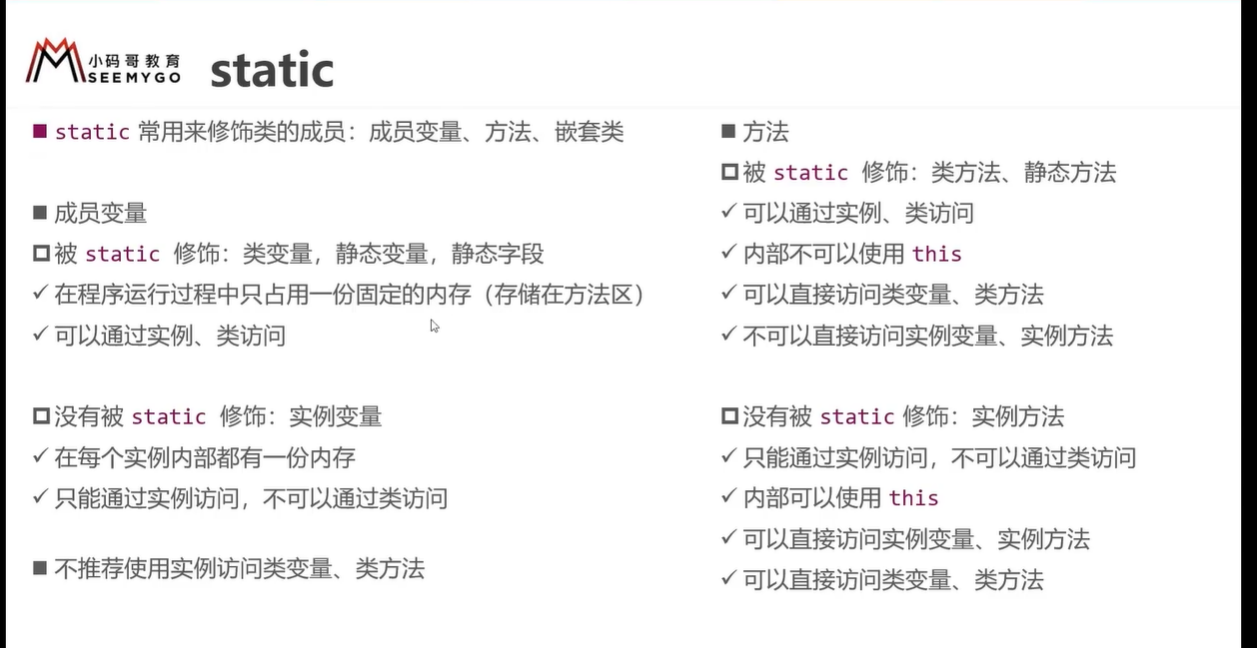 小码哥教育
SEEMYGO
static
■ static 常用来修饰类的成员：成员变量、方法、嵌套类
■ 成员变量
被 static 修饰：类变量，静态变量，静态字段
✓ 在程序运行过程中只占用一份固定的内存（存储在方法区）
✓ 可以通过实例、类访问
没有被 static 修饰：实例变量
✓ 在每个实例内部都有一份内存
✓ 只能通过实例访问，不可以通过类访问
■ 不推荐使用实例访问类变量、类方法
■ 方法
被 static 修饰：类方法、静态方法
✓ 可以通过实例、类访问
✓ 内部不可以使用 this
✓ 可以直接访问类变量、类方法
✓ 不可以直接访问实例变量、实例方法
没有被 static 修饰：实例方法
✓ 只能通过实例访问，不可以通过类访问
✓ 内部可以使用 this
✓ 可以直接访问实例变量、实例方法
✓ 可以直接访问类变量、类方法